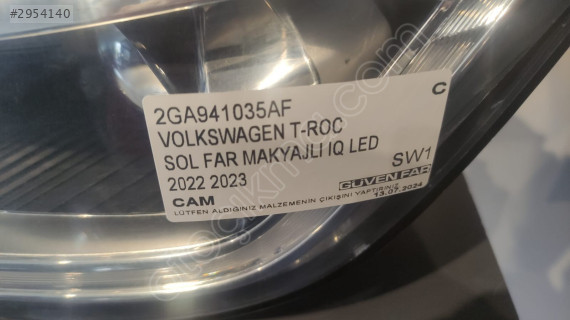 #2954140
C
2GA941035AF
VOLKSWAGEN T-ROC
SOL FAR MAKYAJLI IQ LED
2022 2023
SW1
CAM
GÜVEN FAR
LÜTFEN ALDIĞINIZ MALZEMENİN ÇIKIŞINI YAPTIRINIZ 13.07.2024